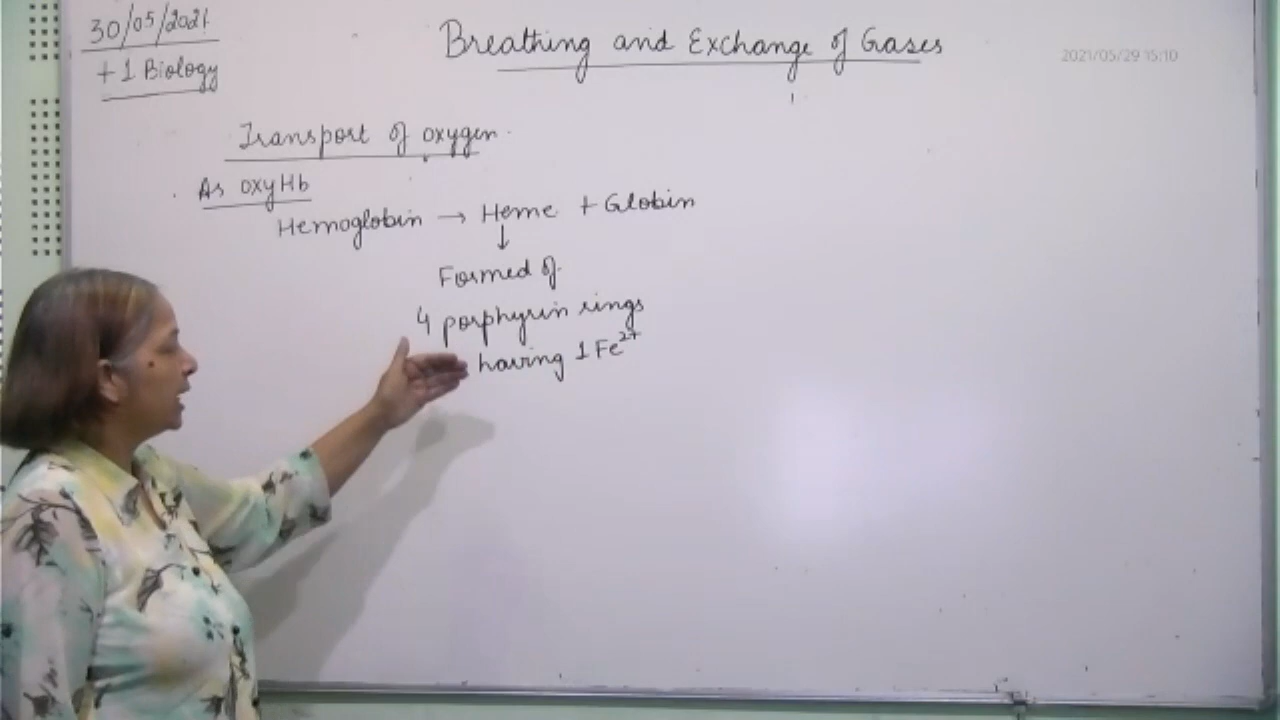 30/05/2021
+1 Biology
Breathing and Exchange of Gases
2021/05/29 15:10
Transport of oxygen
As oxyHb
Hemoglobin → Heme + Globin
↓
Formed of
4 porphyrin rings
having 1 Fe²⁺